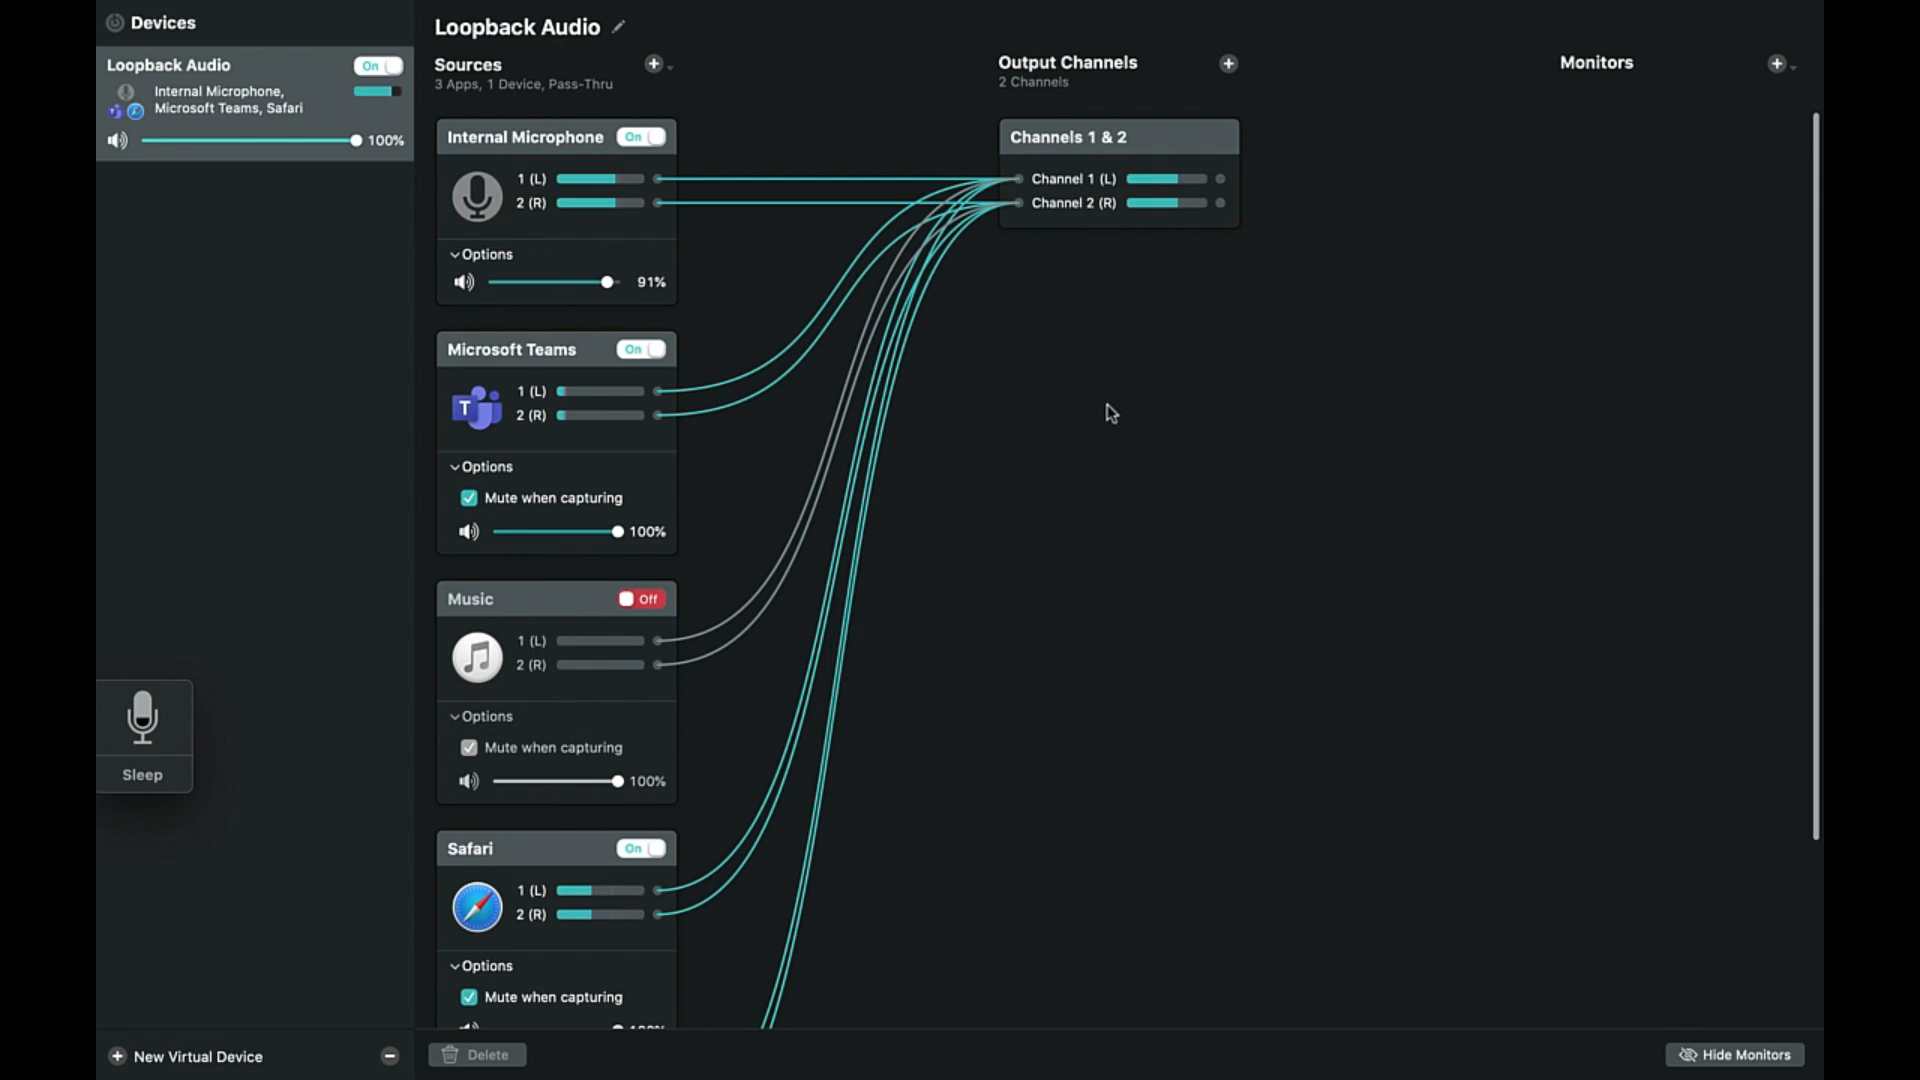 Devices
Loopback Audio
On
Internal Microphone,
Microsoft Teams, Safari
100%
Sleep
New Virtual Device
Loopback Audio
Sources
3 Apps, 1 Device, Pass-Thru
Internal Microphone On
1 (L)
2 (R)
Options
91%
Microsoft Teams On
T
1 (L)
2 (R)
Options
Mute when capturing
100%
Music Off
1 (L)
2 (R)
Options
Mute when capturing
100%
Safari On
1 (L)
2 (R)
Options
Mute when capturing
Output Channels
2 Channels
Channels 1 & 2
Channel 1 (L)
Channel 2 (R)
Monitors
Delete
Hide Monitors